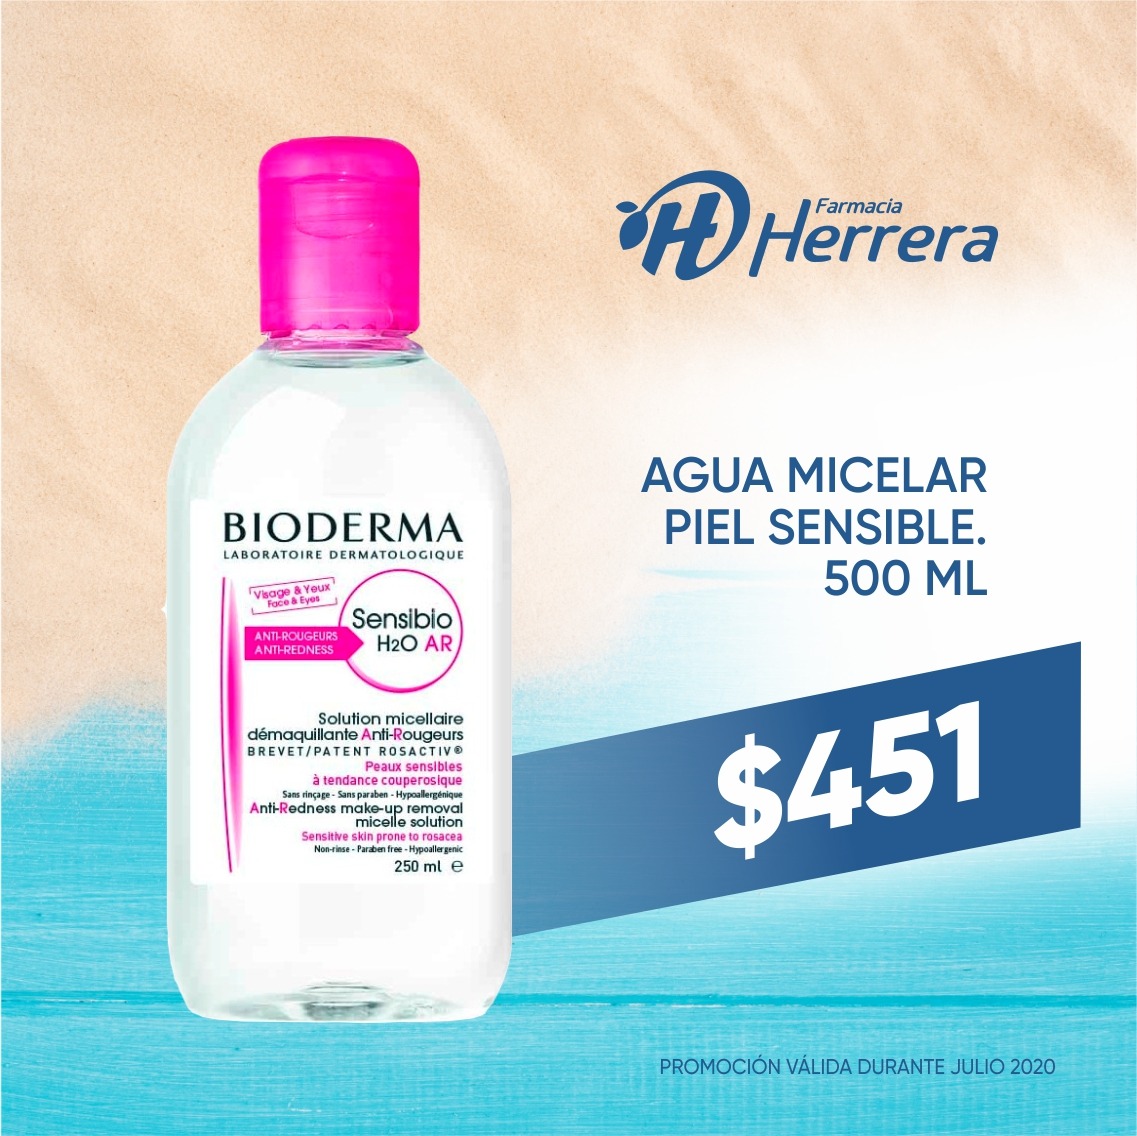 Farmacia
Herrera
AGUA MICELAR
PIEL SENSIBLE.
500 ML
$451
BIODERMA
LABORATOIRE DERMATOLOGIQUE
Visage & Yeux
Face & Eyes
ANTI-ROUGEURS
ANTI-REDNESS
Sensibio
H2O AR
Solution micellaire
démaquillante Anti-Rougeurs
BREVET/PATENT ROSACTIV®
Peaux sensibles
à tendance couperosique
Sans rinçage - Sans paraben - Hypoallergénique
Anti-Redness make-up removal
micelle solution
Sensitive skin prone to rosacea
Non-rinse - Paraben free - Hypoallergenic
250 ml ℮
PROMOCIÓN VÁLIDA DURANTE JULIO 2020